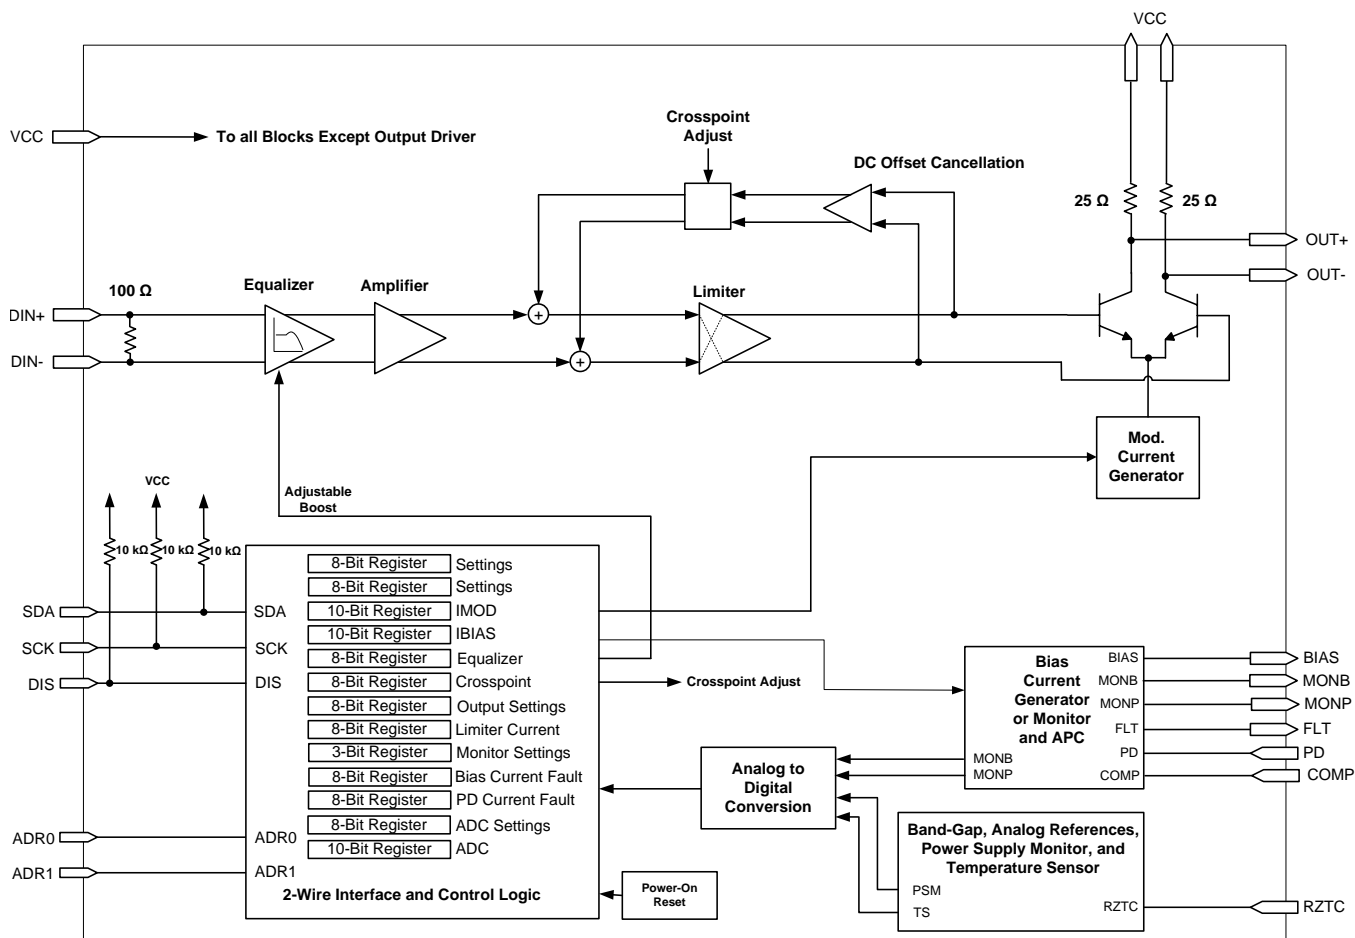 VCC
VCC
To all Blocks Except Output Driver
Crosspoint
Adjust
DC Offset Cancellation
25 Ω
25 Ω
OUT+
OUT-
100 Ω
Equalizer
Amplifier
Limiter
DIN+
DIN-
+
+
Mod.
Current
Generator
Adjustable
Boost
VCC
10 kΩ
10 kΩ
10 kΩ
SDA
SCK
DIS
ADR0
ADR1
SDA
SCK
DIS
ADR0
ADR1
8-Bit Register Settings
8-Bit Register Settings
10-Bit Register IMOD
10-Bit Register IBIAS
8-Bit Register Equalizer
8-Bit Register Crosspoint
8-Bit Register Output Settings
8-Bit Register Limiter Current
3-Bit Register Monitor Settings
8-Bit Register Bias Current Fault
8-Bit Register PD Current Fault
8-Bit Register ADC Settings
10-Bit Register ADC
2-Wire Interface and Control Logic
Crosspoint Adjust
Power-On
Reset
Analog to
Digital
Conversion
Bias
Current
Generator
or Monitor
and APC
BIAS
MONB
MONP
FLT
PD
COMP
MONB
MONP
BIAS
MONB
MONP
FLT
PD
COMP
Band-Gap, Analog References,
Power Supply Monitor, and
Temperature Sensor
PSM
TS
RZTC
RZTC